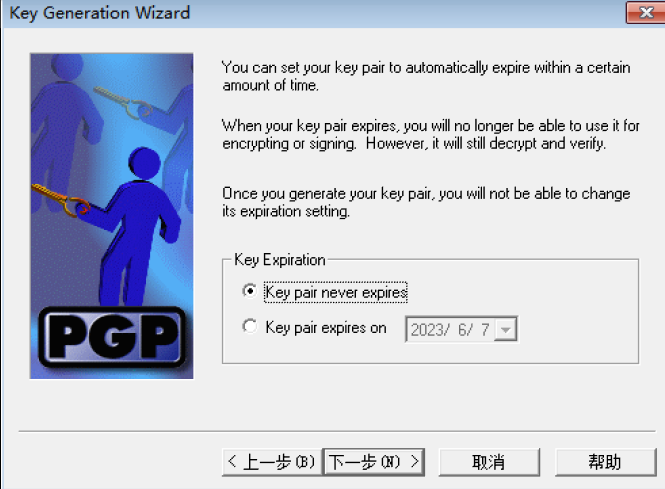 Key Generation Wizard
You can set your key pair to automatically expire within a certain
amount of time.
When your key pair expires, you will no longer be able to use it for
encrypting or signing.  However, it will still decrypt and verify.
Once you generate your key pair, you will not be able to change
its expiration setting.
Key Expiration
Key pair never expires
Key pair expires on 2023/ 6/ 7
PGP
< 上一步(B) 下一步(N) > 取消 帮助